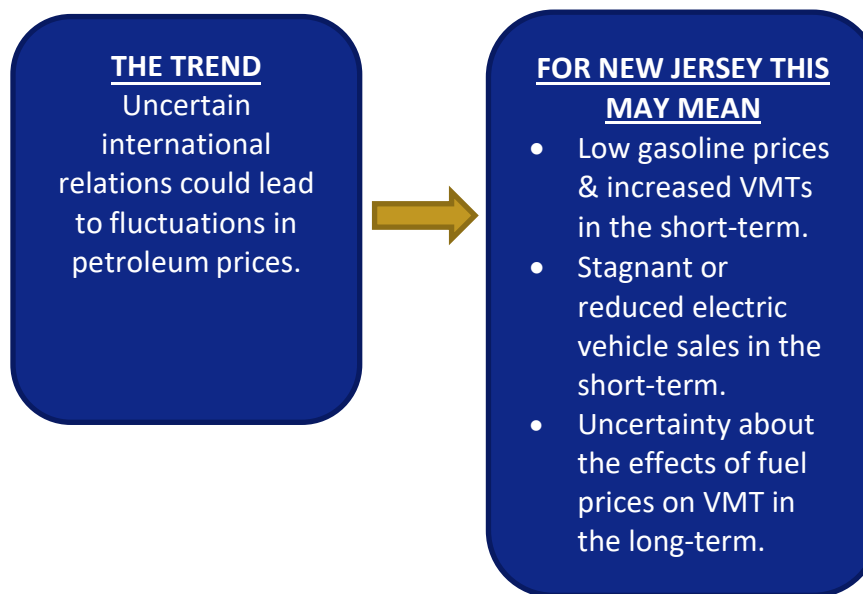 THE TREND
Uncertain
international
relations could lead
to fluctuations in
petroleum prices.
FOR NEW JERSEY THIS
MAY MEAN
• Low gasoline prices
& increased VMTs
in the short-term.
• Stagnant or
reduced electric
vehicle sales in the
short-term.
• Uncertainty about
the effects of fuel
prices on VMT in
the long-term.